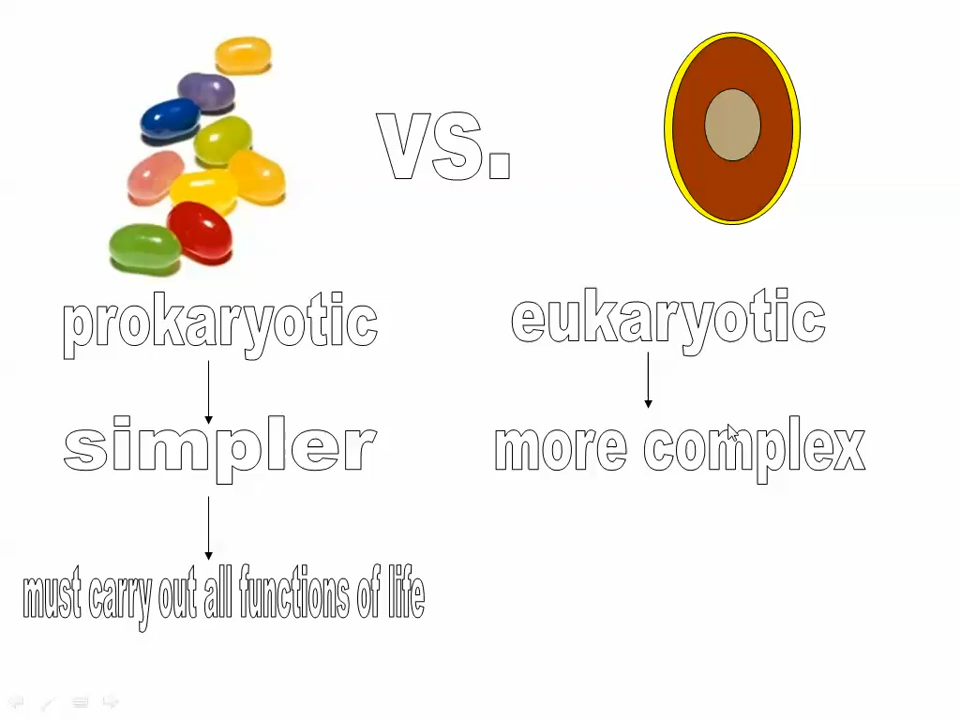 vs.
prokaryotic
eukaryotic
simpler
more complex
must carry out all functions of life